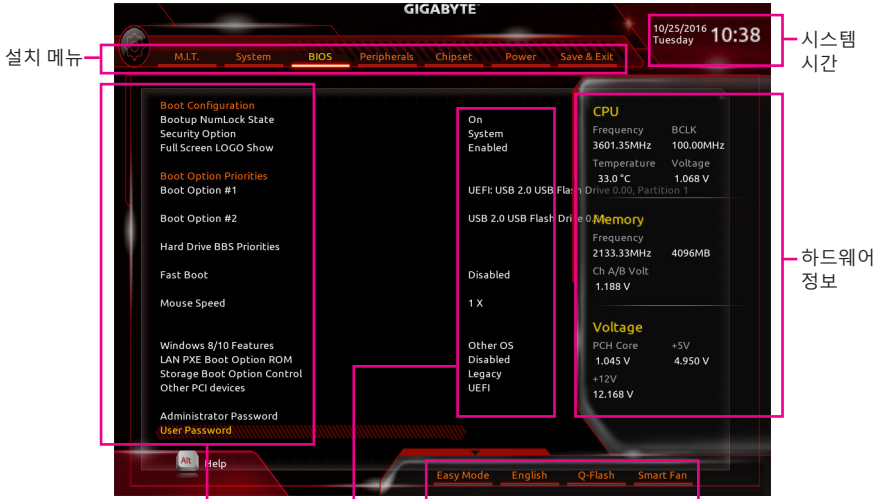 GIGABYTE™
10/25/2016
Tuesday
10:38
시스템
시간
설치 메뉴
M.I.T. System BIOS Peripherals Chipset Power Save & Exit
Boot Configuration
Bootup NumLock State On
Security Option System
Full Screen LOGO Show Enabled
Boot Option Priorities
Boot Option #1 UEFI: USB 2.0 USB Flash Drive 0.00, Partition 1
Boot Option #2 USB 2.0 USB Flash Drive 0.
Hard Drive BBS Priorities
Fast Boot Disabled
Mouse Speed 1 X
Windows 8/10 Features Other OS
LAN PXE Boot Option ROM Disabled
Storage Boot Option Control Legacy
Other PCI devices UEFI
Administrator Password
User Password
CPU
Frequency BCLK
3601.35MHz 100.00MHz
Temperature Voltage
33.0 °C 1.068 V
Memory
Frequency
2133.33MHz 4096MB
Ch A/B Volt
1.188 V
Voltage
PCH Core +5V
1.045 V 4.950 V
+12V
12.168 V
하드웨어
정보
Alt Help
Easy Mode English Q-Flash Smart Fan